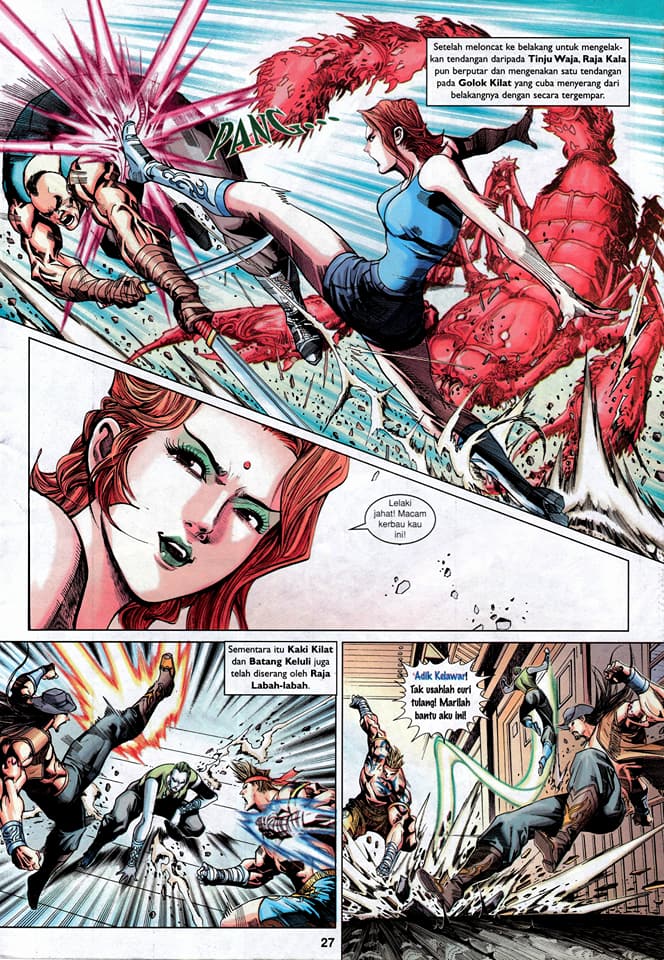 Setelah meloncat ke belakang untuk mengelak-
kan tendangan daripada Tinju Waja, Raja Kala
pun berputar dan mengenakan satu tendangan
pada Golok Kilat yang cuba menyerang dari
belakangnya dengan secara tergempar.
PANG...
Lelaki
jahat! Macam
kerbau kau
ini!
Sementara itu Kaki Kilat
dan Batang Keluli juga
telah diserang oleh Raja
Labah-labah.
'Adik Kelawar!
Tak usahlah curi
tulang! Marilah
bantu aku ini!
27